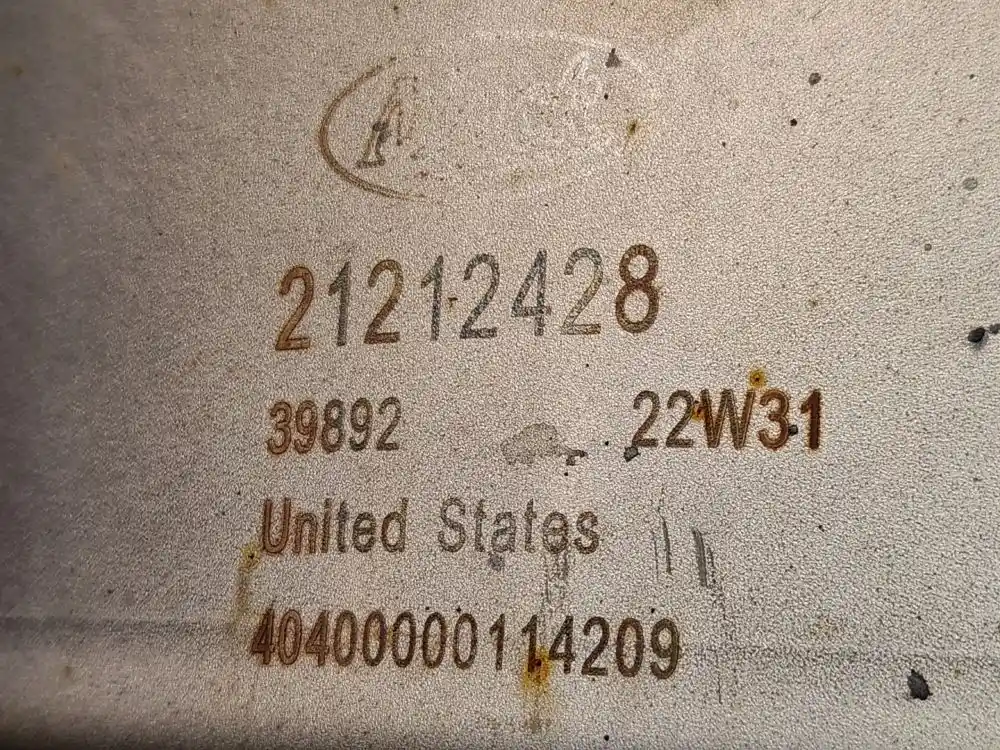 21212428
39892 22W31
United States
40400000114209